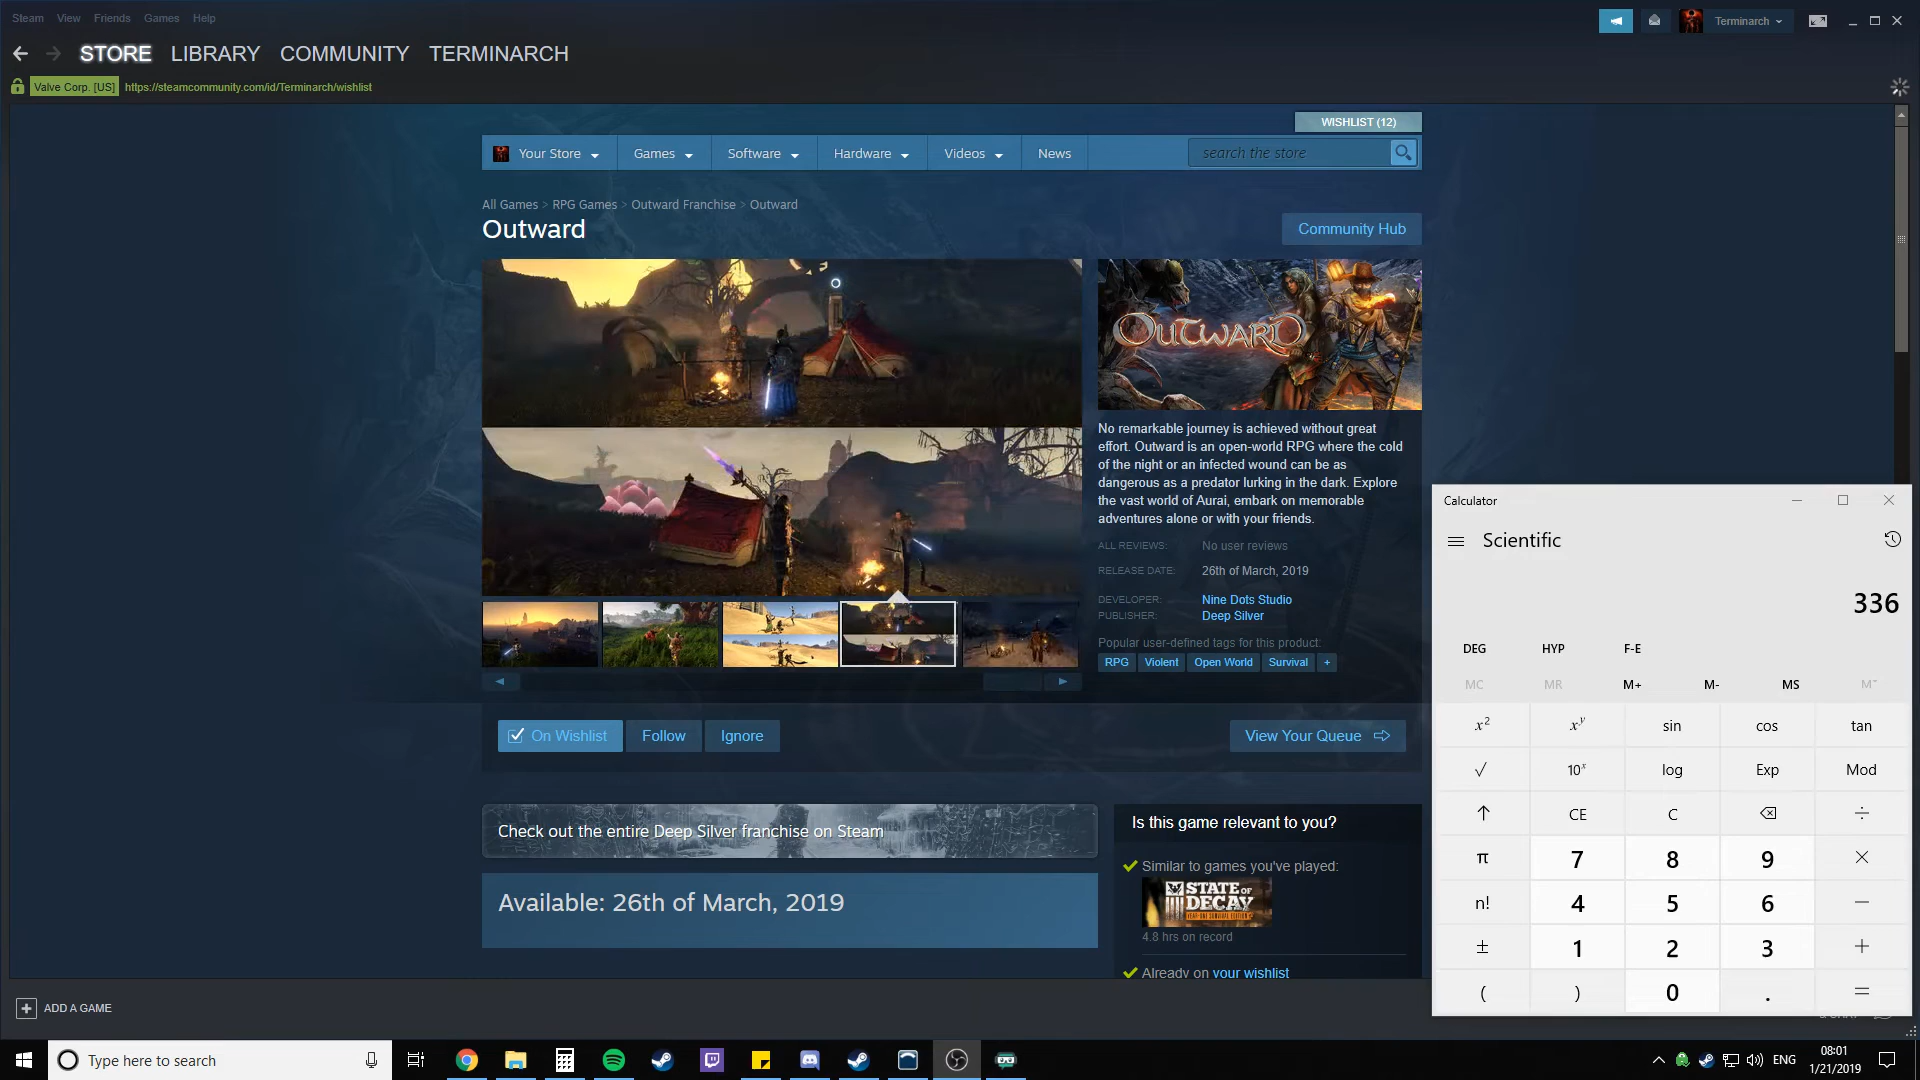 Steam View Friends Games Help
Terminarch
STORE LIBRARY COMMUNITY TERMINARCH
Valve Corp. [US] https://steamcommunity.com/id/Terminarch/wishlist
WISHLIST (12)
Your Store Games Software Hardware Videos News search the store
All Games > RPG Games > Outward Franchise > Outward
Outward
Community Hub
OUTWARD
No remarkable journey is achieved without great
effort. Outward is an open-world RPG where the cold
of the night or an infected wound can be as
dangerous as a predator lurking in the dark. Explore
the vast world of Aurai, embark on memorable
adventures alone or with your friends.
ALL REVIEWS: No user reviews
RELEASE DATE: 26th of March, 2019
DEVELOPER: Nine Dots Studio
PUBLISHER: Deep Silver
Popular user-defined tags for this product:
RPG Violent Open World Survival +
On Wishlist Follow Ignore
View Your Queue
Check out the entire Deep Silver franchise on Steam
Available: 26th of March, 2019
Is this game relevant to you?
Similar to games you've played:
STATE OF
DECAY
YEAR-ONE SURVIVAL EDITION
4.8 hrs on record
Already on your wishlist
ADD A GAME
Calculator
Scientific
336
DEG HYP F-E
MC MR M+ M- MS M˅
x² xʸ sin cos tan
√ 10ˣ log Exp Mod
↑ CE C ⌫ ÷
π 7 8 9 ×
n! 4 5 6 −
± 1 2 3 +
( ) 0 . =
Type here to search
ENG
08:01
1/21/2019